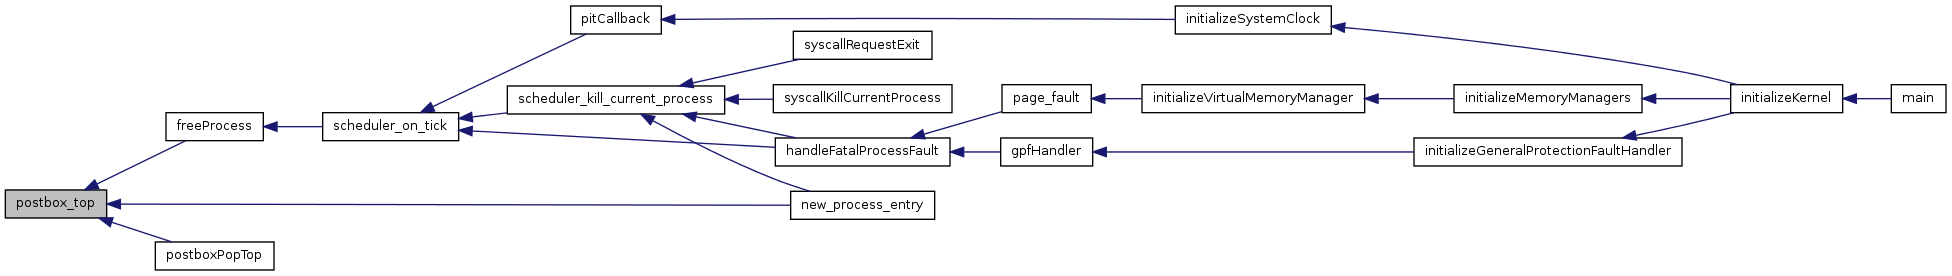 pitCallback
initializeSystemClock
syscallRequestExit
scheduler_kill_current_process
syscallKillCurrentProcess
page_fault
initializeVirtualMemoryManager
initializeMemoryManagers
initializeKernel
main
freeProcess
scheduler_on_tick
handleFatalProcessFault
gpfHandler
initializeGeneralProtectionFaultHandler
postbox_top
new_process_entry
postboxPopTop